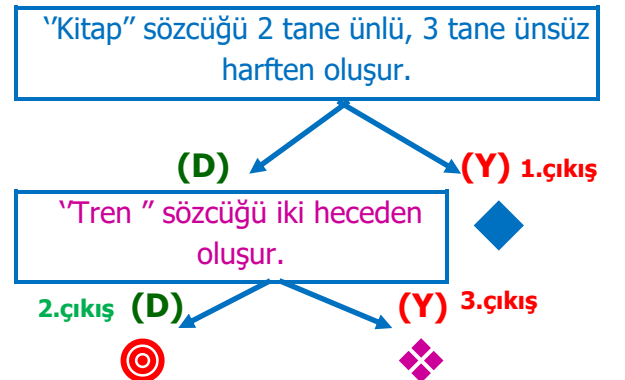 ‘’Kitap’’ sözcüğü 2 tane ünlü, 3 tane ünsüz
harften oluşur.
(D) (Y) 1.çıkış
‘’Tren ’’ sözcüğü iki heceden
oluşur.
2.çıkış (D) (Y) 3.çıkış